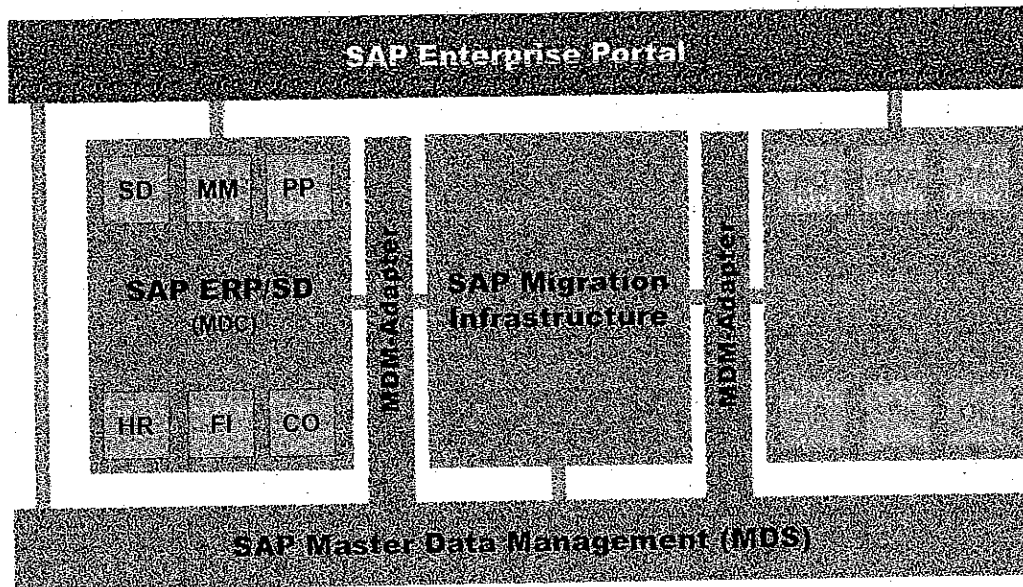 SAP Enterprise Portal
SD MM PP
SAP ERP/SD
(MDC)
HR FI CO
MDM-Adapter
SAP Migration
Infrastructure
MDM-Adapter
SAP Master Data Management (MDS)